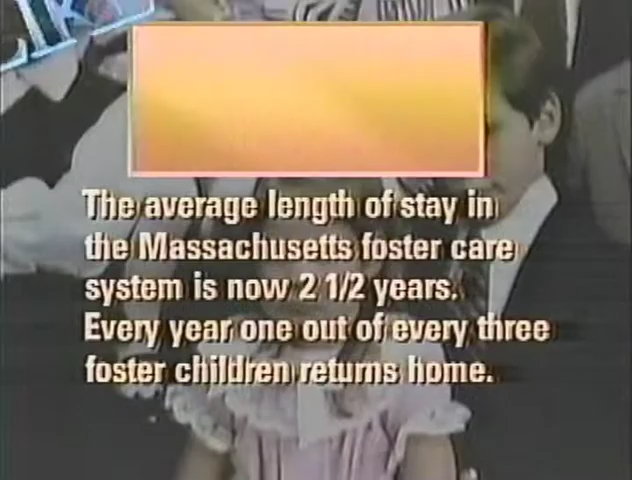 The average length of stay in
the Massachusetts foster care
system is now 2 1/2 years.
Every year one out of every three
foster children returns home.